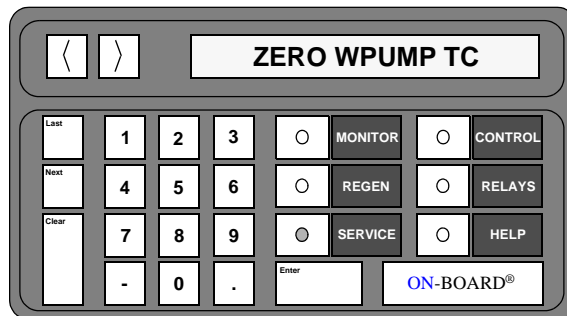 〈 〉 ZERO WPUMP TC
Last 1 2 3 MONITOR CONTROL
Next 4 5 6 REGEN RELAYS
Clear 7 8 9 SERVICE HELP
- 0 . Enter ON-BOARD®